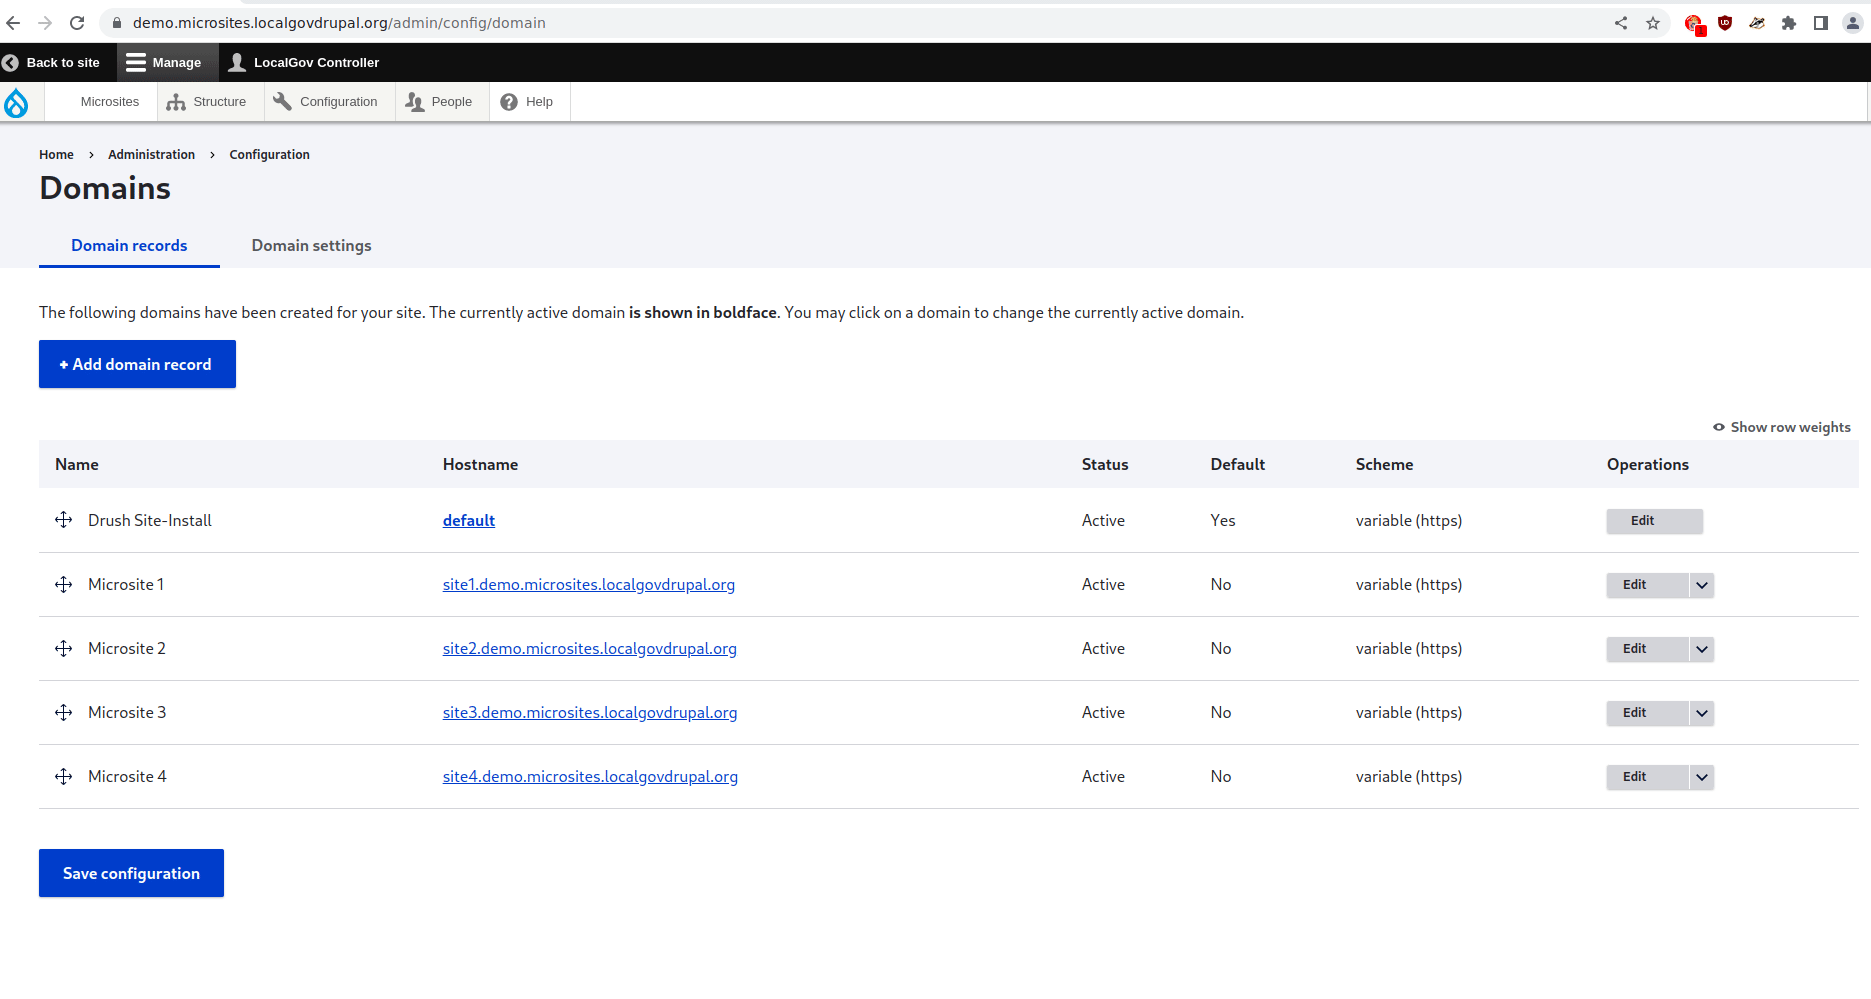 demo.microsites.localgovdrupal.org/admin/config/domain
Back to site Manage LocalGov Controller
Microsites Structure Configuration People Help
Home › Administration › Configuration
Domains
Domain records Domain settings
The following domains have been created for your site. The currently active domain is shown in boldface. You may click on a domain to change the currently active domain.
+ Add domain record
Show row weights
Name Hostname Status Default Scheme Operations
Drush Site-Install default Active Yes variable (https) Edit
Microsite 1 site1.demo.microsites.localgovdrupal.org Active No variable (https) Edit
Microsite 2 site2.demo.microsites.localgovdrupal.org Active No variable (https) Edit
Microsite 3 site3.demo.microsites.localgovdrupal.org Active No variable (https) Edit
Microsite 4 site4.demo.microsites.localgovdrupal.org Active No variable (https) Edit
Save configuration